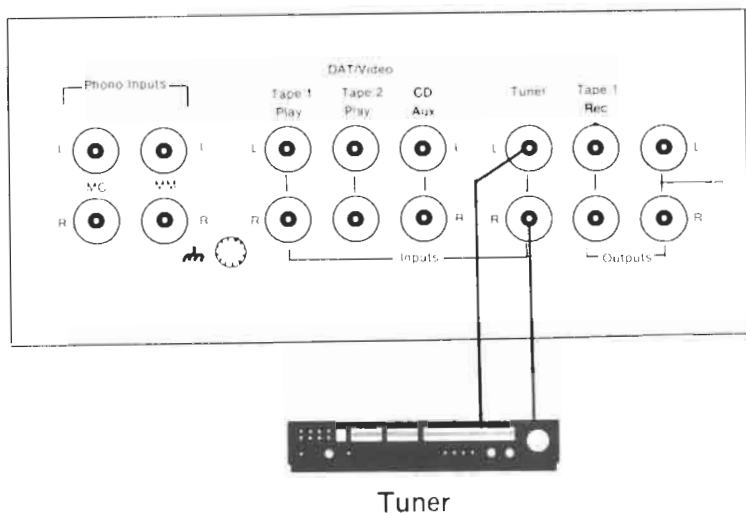 DAT/Video
Phono Inputs
Tape 1 Tape 2 CD Tuner Tape 1
Play Play Aux Rec
L L L L L L
MC MM
R R R R R R
Inputs Outputs
Tuner